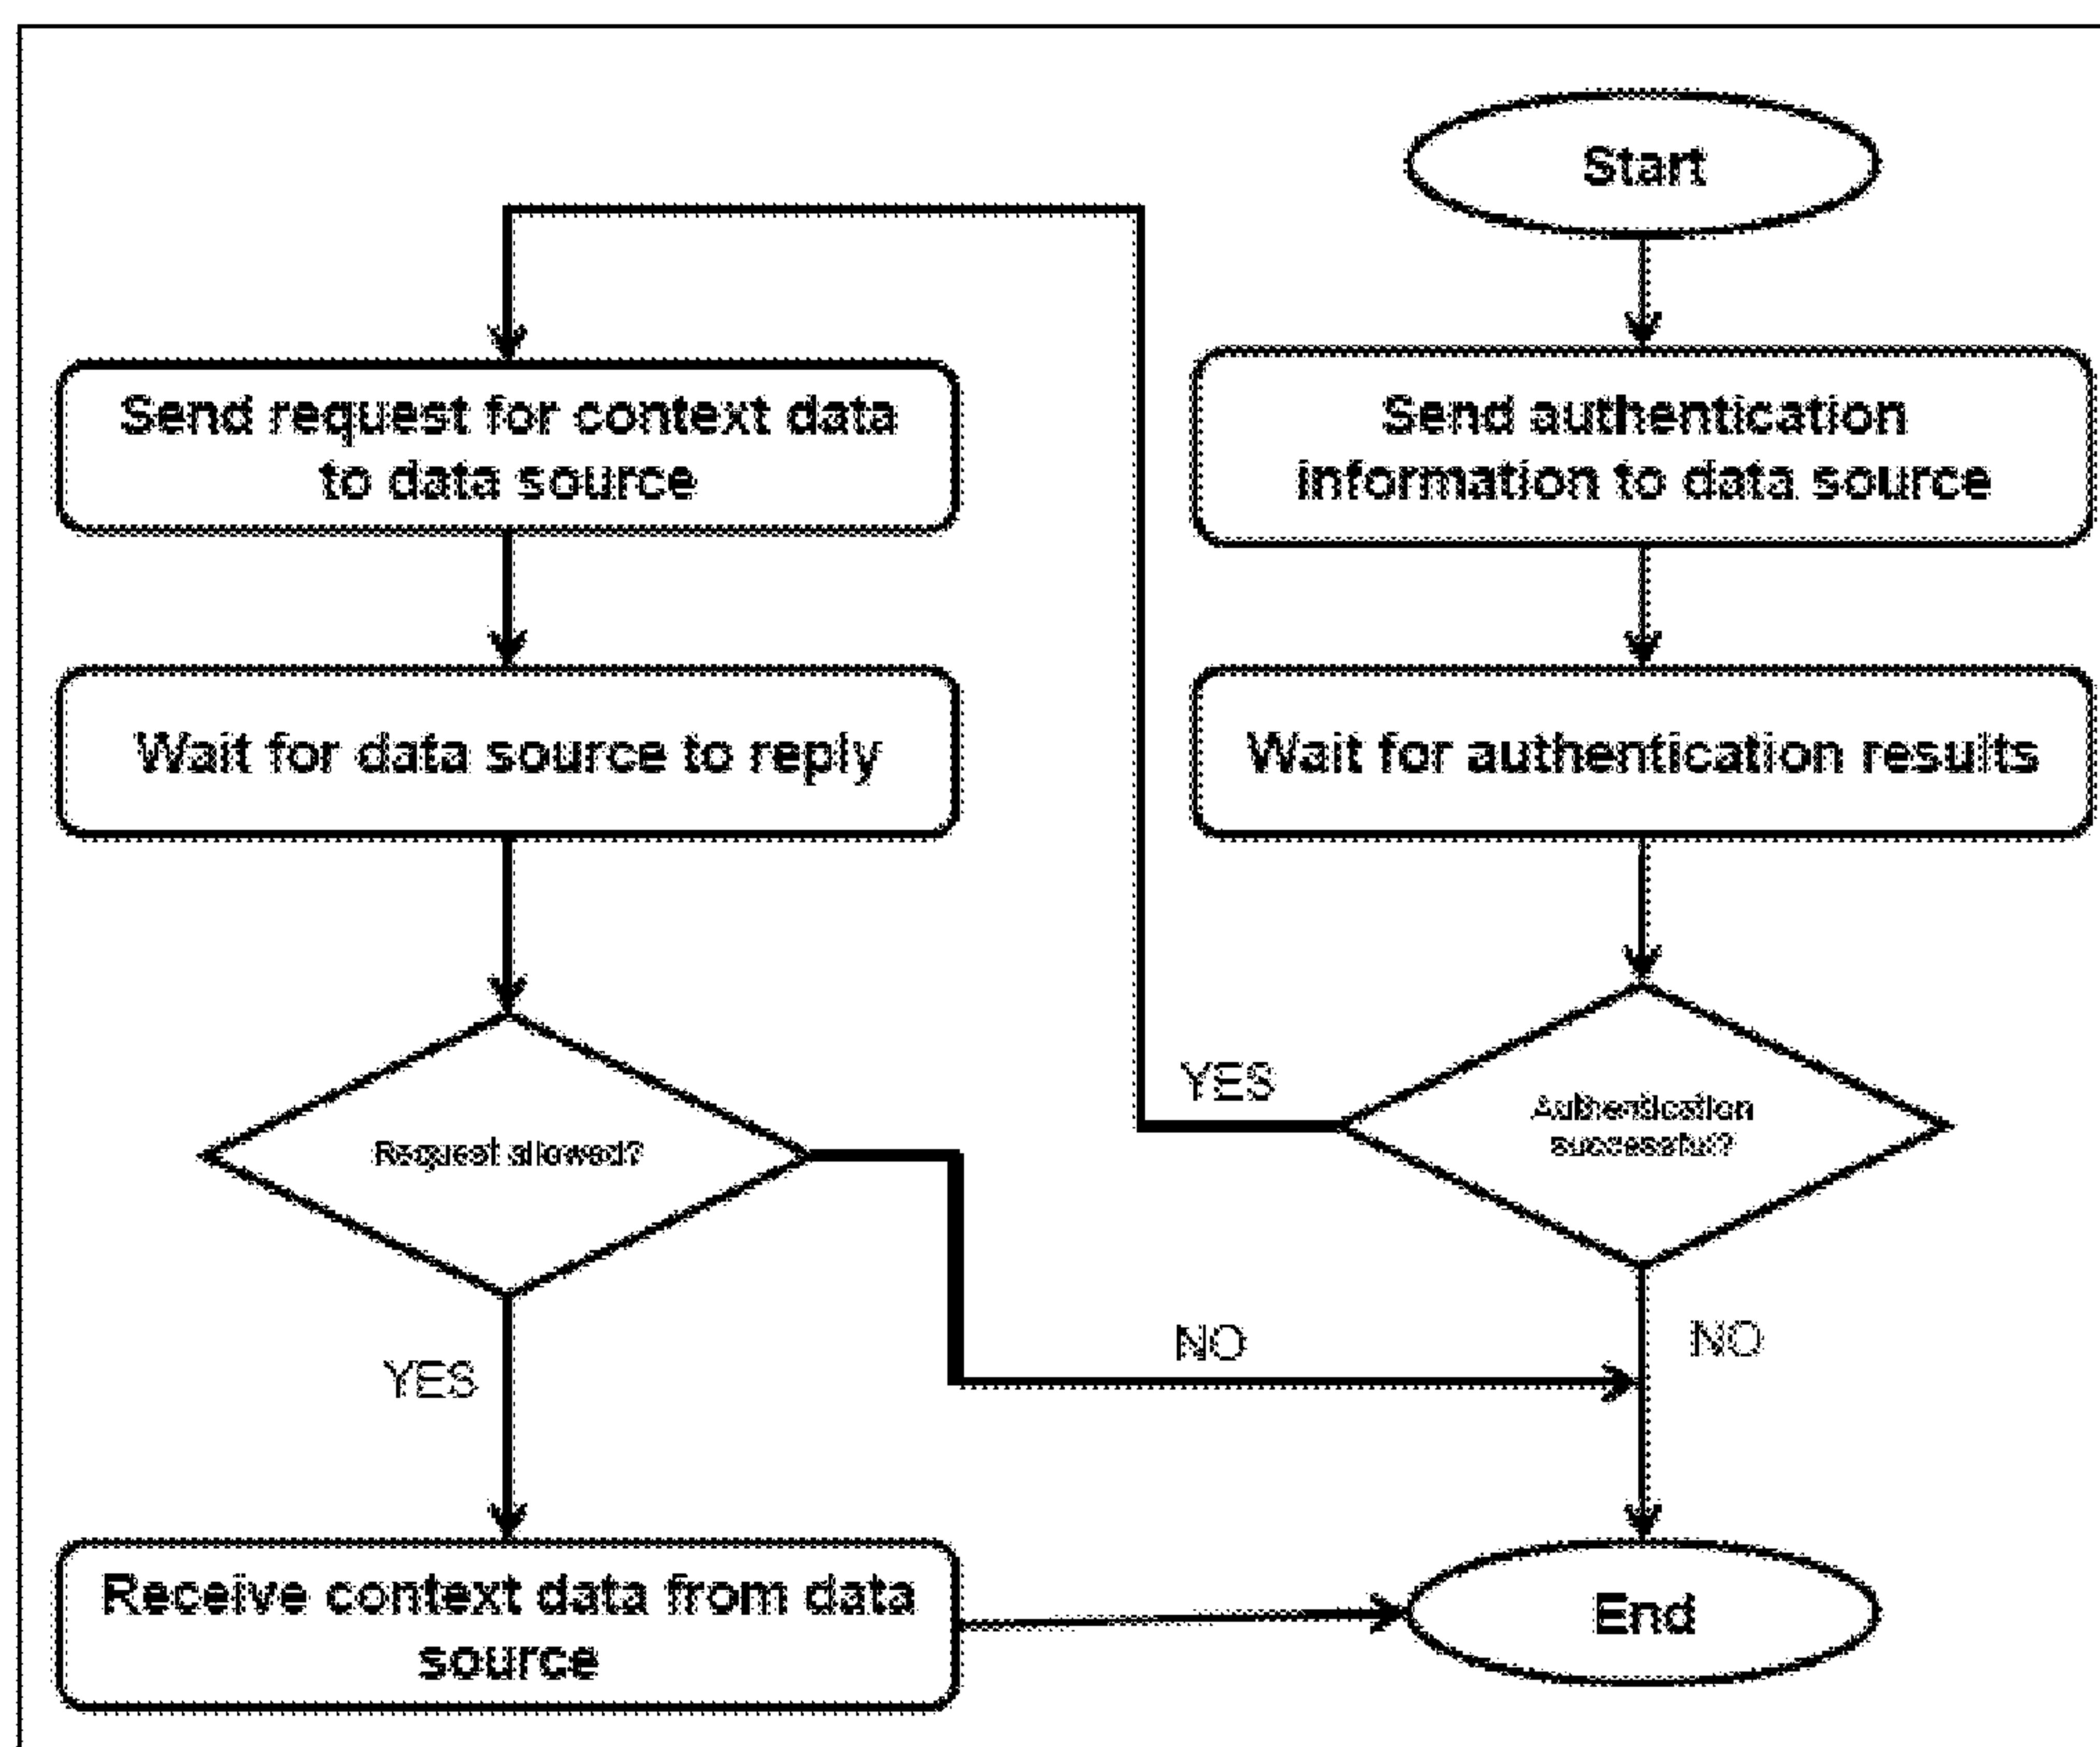 Start
Send authentication
information to data source
Wait for authentication results
Authentication
successful?
YES
NO
Send request for context data
to data source
Wait for data source to reply
Request allowed?
YES
NO
Receive context data from data
source
End